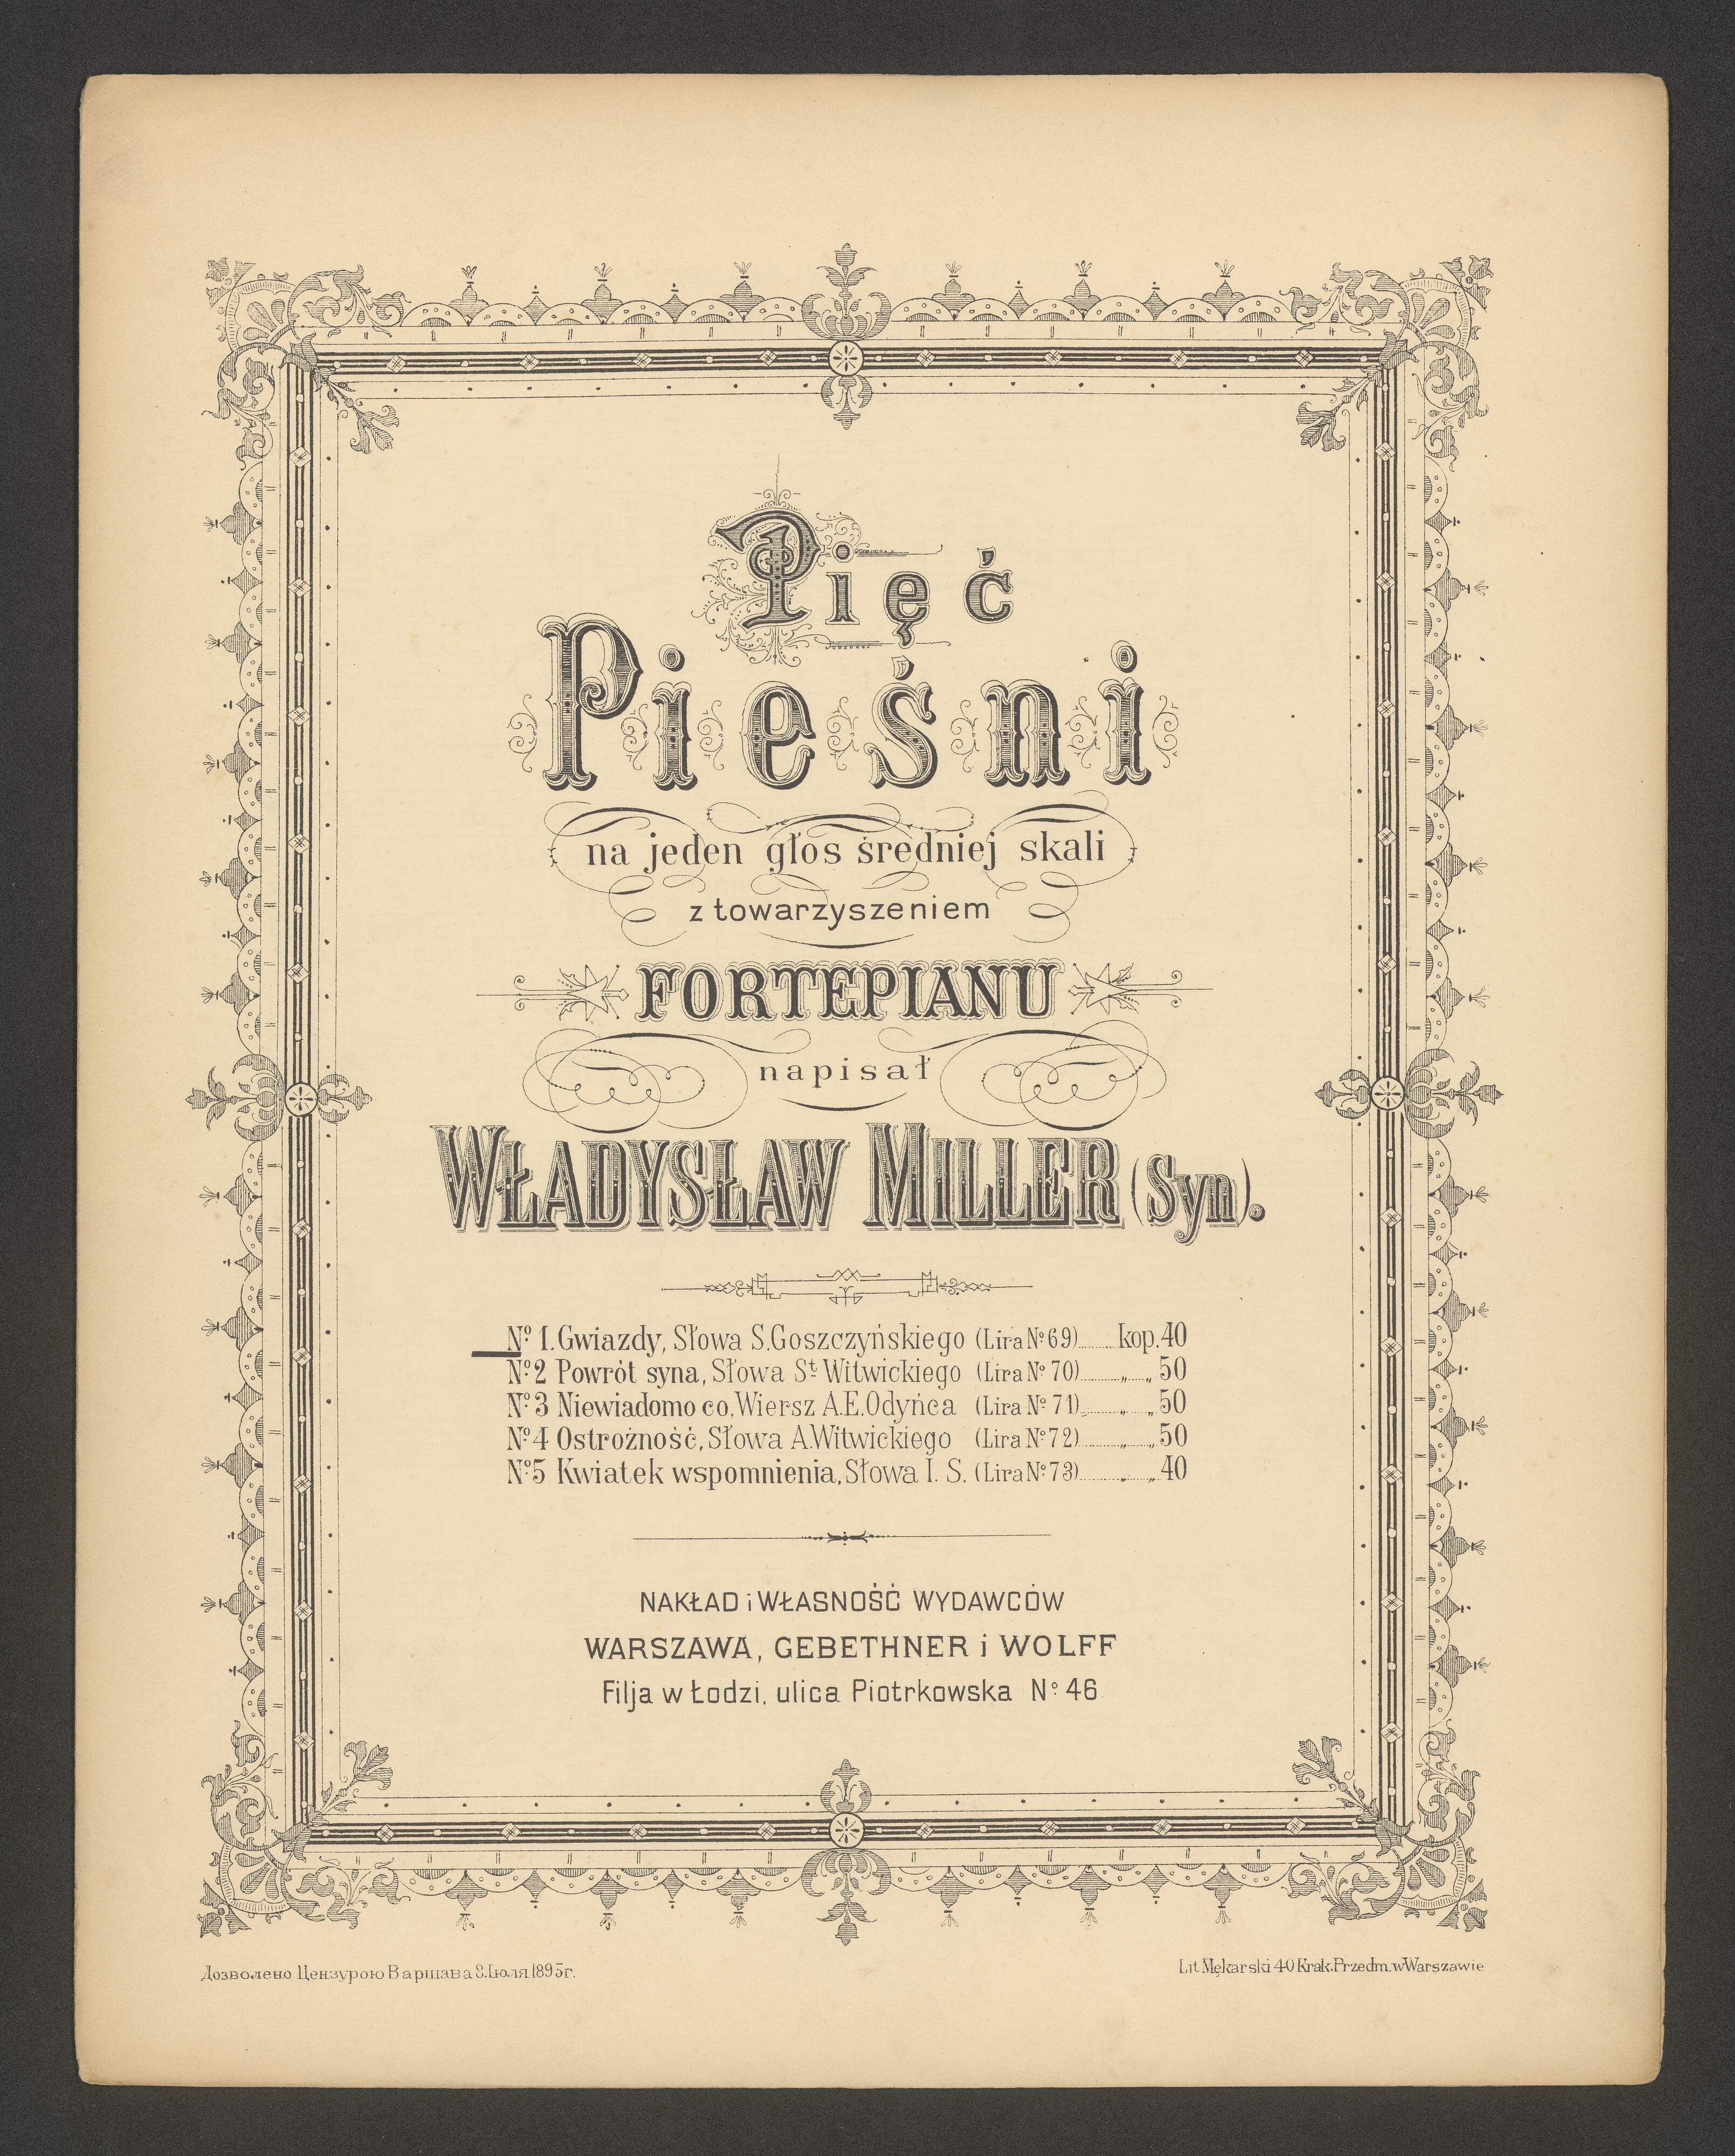 Pięć
Pieśni
na jeden głos średniej skali
z towarzyszeniem
FORTEPIANU
napisał
WŁADYSŁAW MILLER (Syn).
Nº 1. Gwiazdy, Słowa S. Goszczyńskiego (Lira Nº 69)........kop. 40
Nº 2 Powrót syna, Słowa St Witwickiego (Lira Nº 70)........„....„ 50
Nº 3 Niewiadomo co, Wiersz A.E. Odyńca (Lira Nº 71)........„....„ 50
Nº 4 Ostrożność, Słowa A. Witwickiego (Lira Nº 72)........„....„ 50
Nº 5 Kwiatek wspomnienia, Słowa I. S. (Lira Nº 73)........„....„ 40
NAKŁAD i WŁASNOŚĆ WYDAWCÓW
WARSZAWA, GEBETHNER i WOLFF
Filja w Łodzi, ulica Piotrkowska Nº 46
Дозволено Цензурою Варшава 8. Іюля 1895г.
Lit. Mękarski 40 Krak. Przedm. w Warszawie